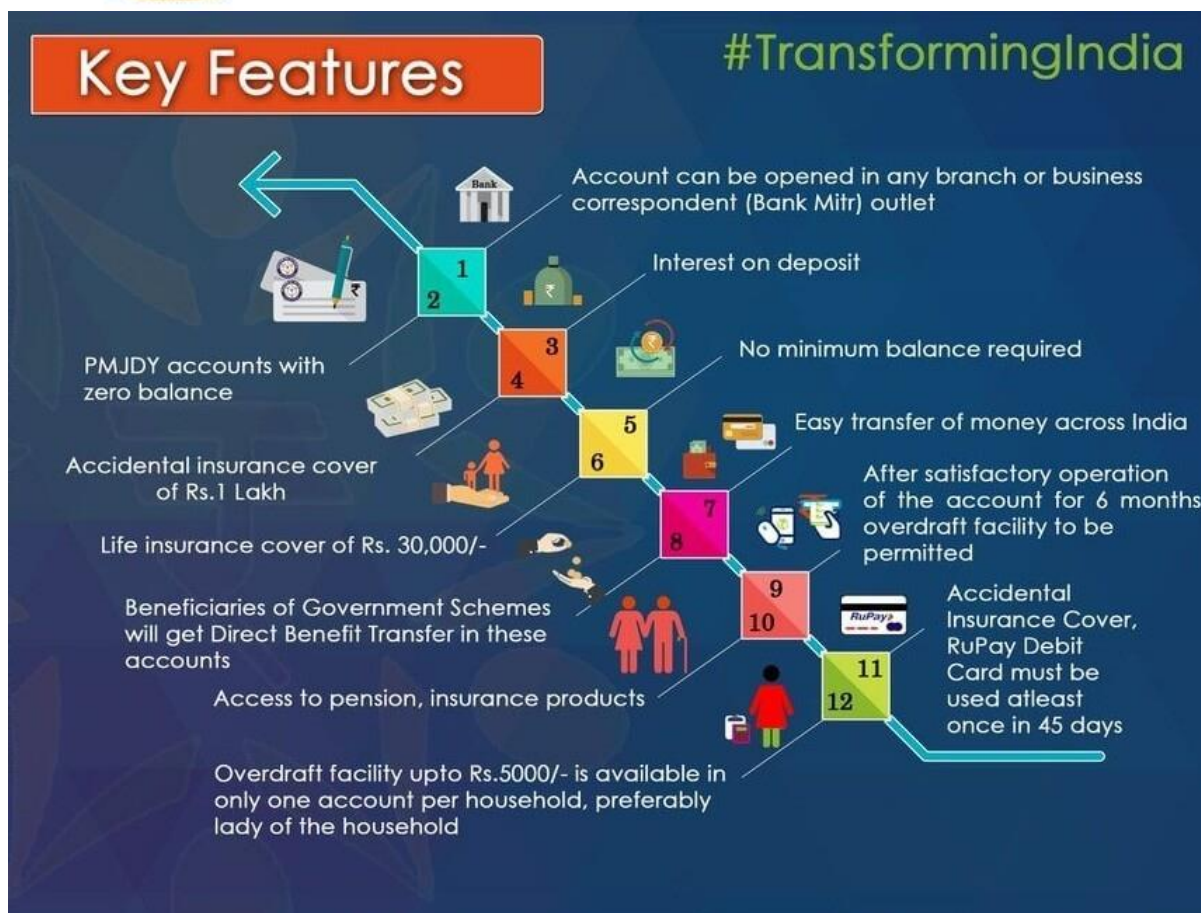 Key Features
#TransformingIndia
Bank
Account can be opened in any branch or business
correspondent (Bank Mitr) outlet
1
2
Interest on deposit
PMJDY accounts with
zero balance
3
4
No minimum balance required
Accidental insurance cover
of Rs.1 Lakh
5
6
Easy transfer of money across India
Life insurance cover of Rs. 30,000/-
7
8
After satisfactory operation
of the account for 6 months
overdraft facility to be
permitted
Beneficiaries of Government Schemes
will get Direct Benefit Transfer in these
accounts
9
10
RuPay
Accidental
Insurance Cover,
RuPay Debit
Card must be
used atleast
once in 45 days
Access to pension, insurance products
11
12
Overdraft facility upto Rs.5000/- is available in
only one account per household, preferably
lady of the household